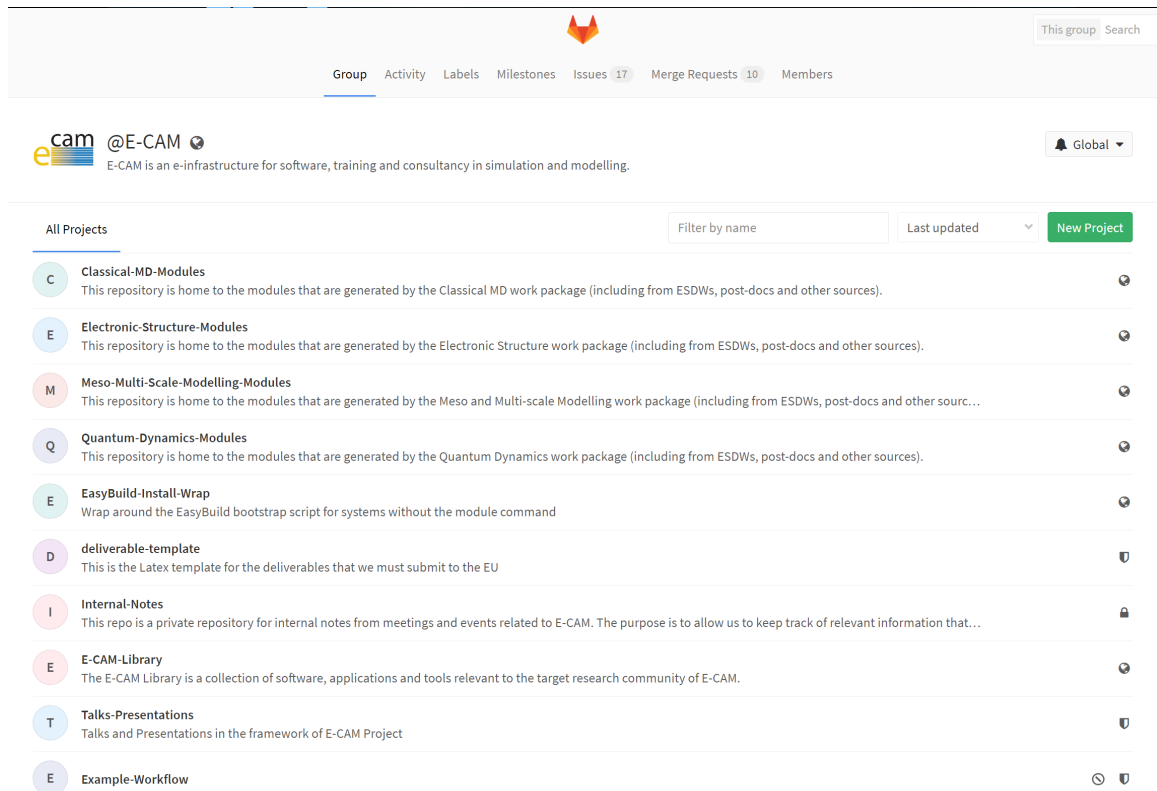 This group Search
Group Activity Labels Milestones Issues 17 Merge Requests 10 Members
e cam @E-CAM
Global
E-CAM is an e-infrastructure for software, training and consultancy in simulation and modelling.
All Projects Filter by name Last updated New Project
C Classical-MD-Modules
This repository is home to the modules that are generated by the Classical MD work package (including from ESDWs, post-docs and other sources).
E Electronic-Structure-Modules
This repository is home to the modules that are generated by the Electronic Structure work package (including from ESDWs, post-docs and other sources).
M Meso-Multi-Scale-Modelling-Modules
This repository is home to the modules that are generated by the Meso and Multi-scale Modelling work package (including from ESDWs, post-docs and other sourc…
Q Quantum-Dynamics-Modules
This repository is home to the modules that are generated by the Quantum Dynamics work package (including from ESDWs, post-docs and other sources).
E EasyBuild-Install-Wrap
Wrap around the EasyBuild bootstrap script for systems without the module command
D deliverable-template
This is the Latex template for the deliverables that we must submit to the EU
I Internal-Notes
This repo is a private repository for internal notes from meetings and events related to E-CAM. The purpose is to allow us to keep track of relevant information that…
E E-CAM-Library
The E-CAM Library is a collection of software, applications and tools relevant to the target research community of E-CAM.
T Talks-Presentations
Talks and Presentations in the framework of E-CAM Project
E Example-Workflow